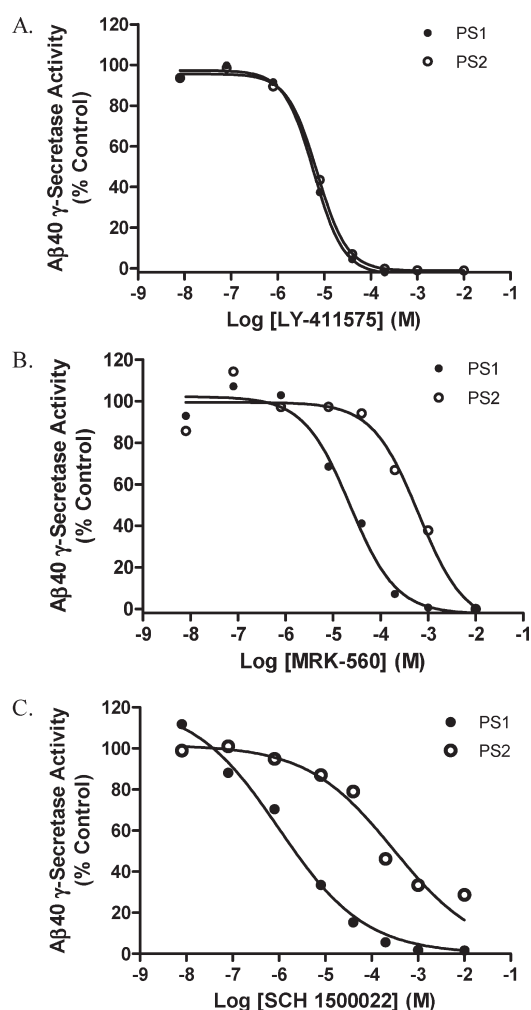 A.
120
100
80
60
40
20
0
Aβ40 γ-Secretase Activity
(% Control)
PS1
PS2
-9 -8 -7 -6 -5 -4 -3 -2 -1
Log [LY-411575] (M)
B.
120
100
80
60
40
20
0
Aβ40 γ-Secretase Activity
(% Control)
PS1
PS2
-9 -8 -7 -6 -5 -4 -3 -2 -1
Log [MRK-560] (M)
C.
120
100
80
60
40
20
0
Aβ40 γ-Secretase Activity
(% Control)
PS1
PS2
-9 -8 -7 -6 -5 -4 -3 -2 -1
Log [SCH 1500022] (M)